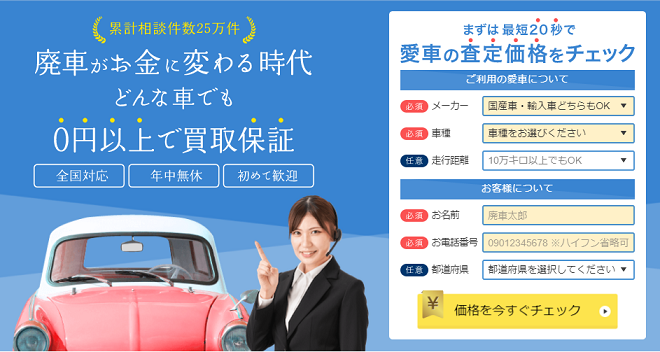 累計相談件数25万件
廃車がお金に変わる時代
どんな車でも
0円以上で買取保証
全国対応
年中無休
初めて歓迎
まずは 最短20秒で
愛車の査定価格をチェック
ご利用の愛車について
必須 メーカー 国産車・輸入車どちらもOK ▼
必須 車種 車種をお選びください ▼
任意 走行距離 10万キロ以上でもOK ▼
お客様について
必須 お名前 廃車太郎
必須 お電話番号 09012345678 ※ハイフン省略可
任意 都道府県 都道府県を選択してください ▼
¥ 価格を今すぐチェック